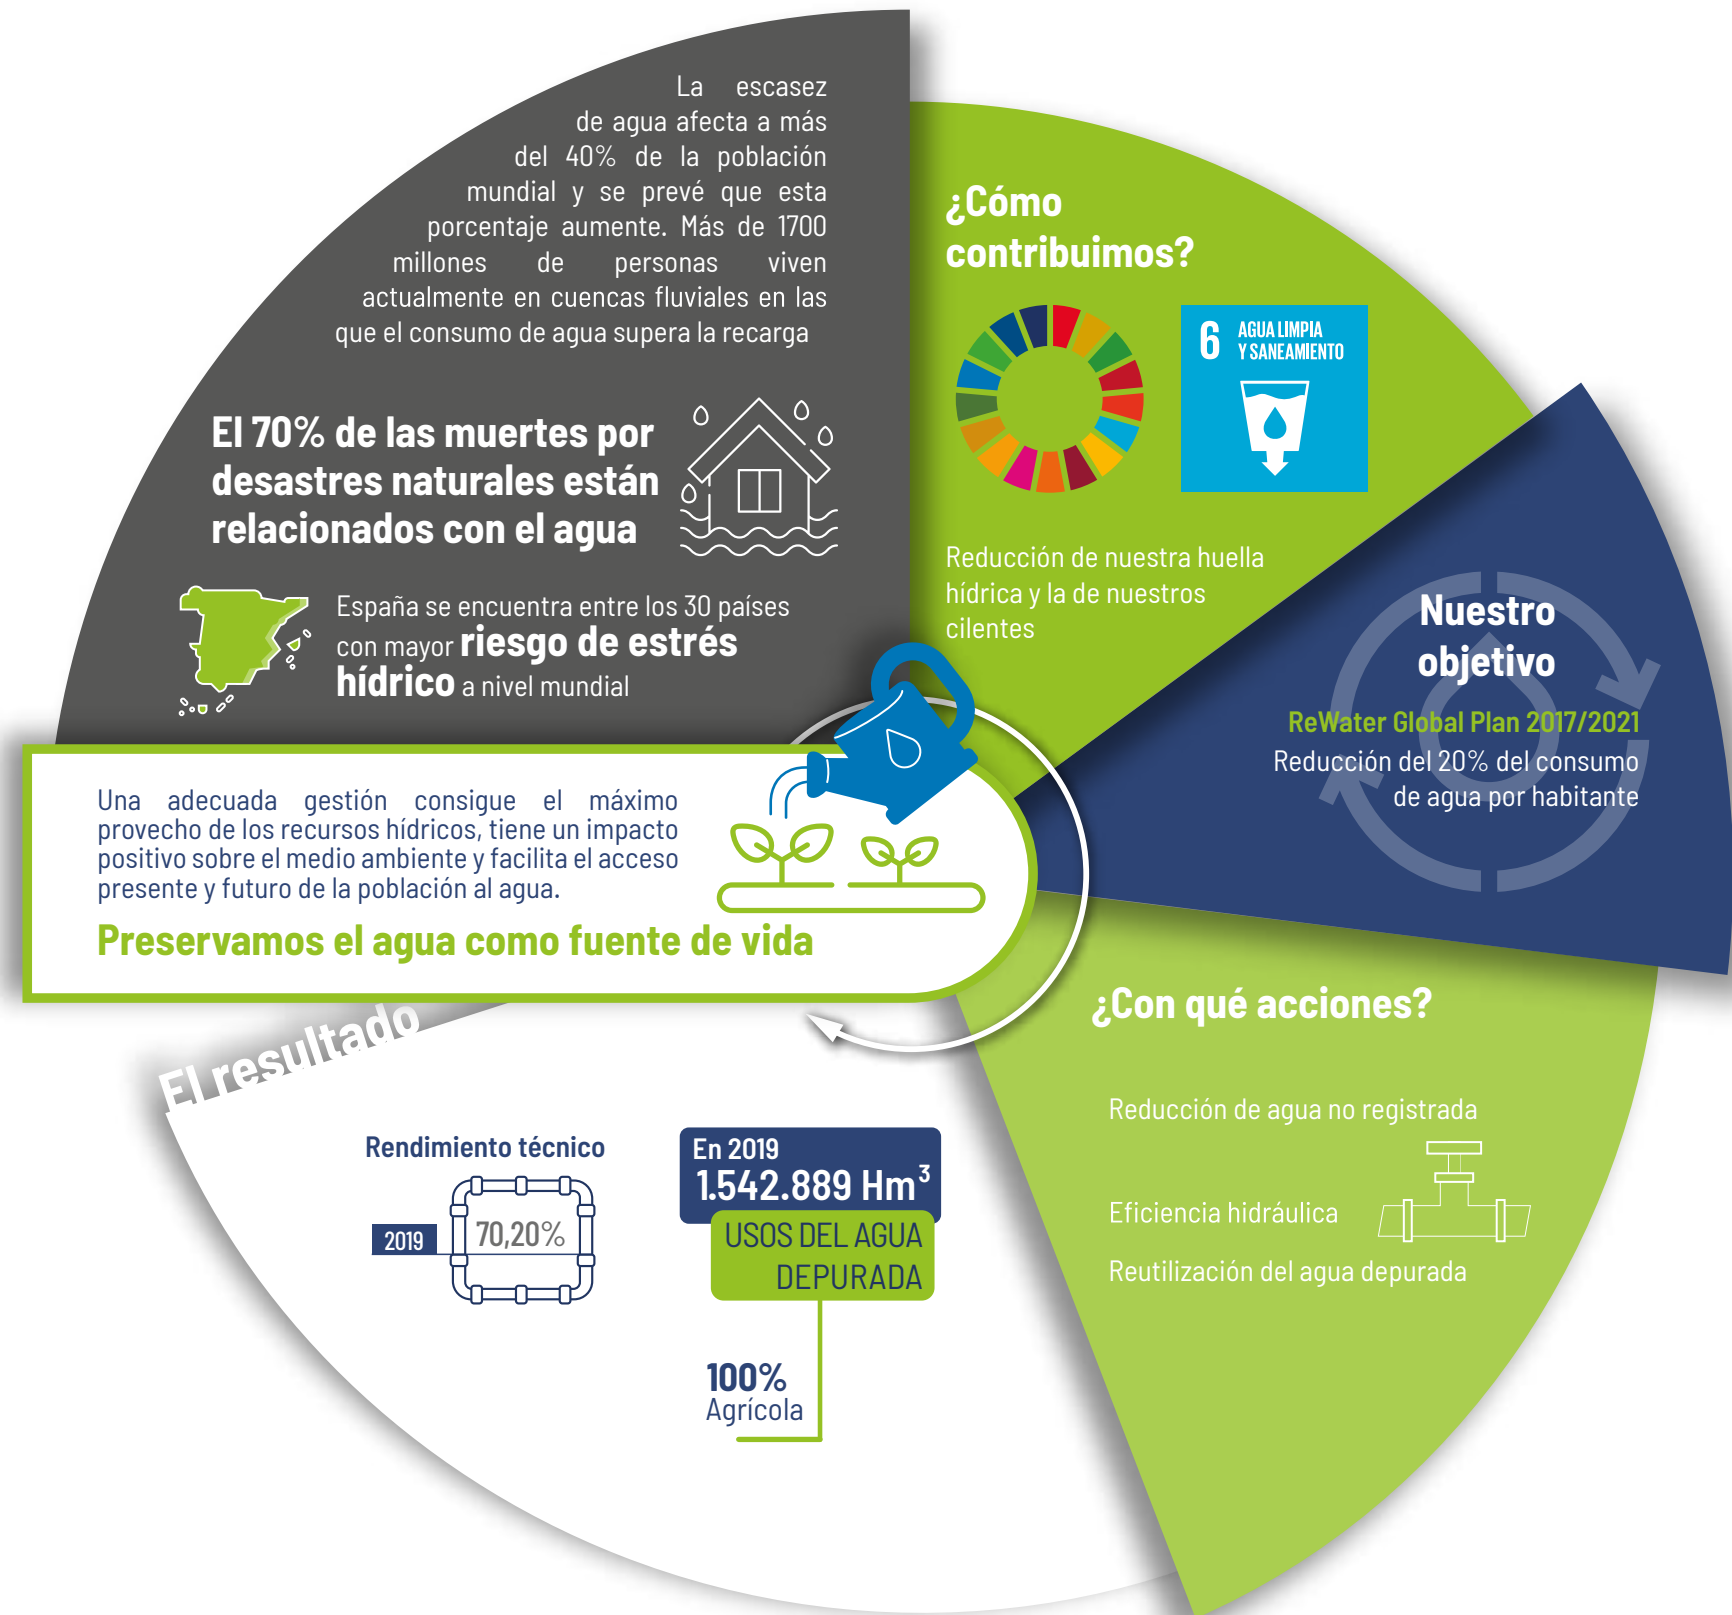 La escasez
de agua afecta a más
del 40% de la población
mundial y se prevé que esta
porcentaje aumente. Más de 1700
millones de personas viven
actualmente en cuencas fluviales en las
que el consumo de agua supera la recarga
El 70% de las muertes por
desastres naturales están
relacionados con el agua
España se encuentra entre los 30 países
con mayor riesgo de estrés
hídrico a nivel mundial
¿Cómo
contribuimos?
6 AGUA LIMPIA
Y SANEAMIENTO
Reducción de nuestra huella
hídrica y la de nuestros
cilentes
Nuestro
objetivo
ReWater Global Plan 2017/2021
Reducción del 20% del consumo
de agua por habitante
Una adecuada gestión consigue el máximo
provecho de los recursos hídricos, tiene un impacto
positivo sobre el medio ambiente y facilita el acceso
presente y futuro de la población al agua.
Preservamos el agua como fuente de vida
¿Con qué acciones?
Reducción de agua no registrada
Eficiencia hidráulica
Reutilización del agua depurada
El resultado
Rendimiento técnico
2019
70,20%
En 2019
1.542.889 Hm³
USOS DEL AGUA
DEPURADA
100%
Agrícola